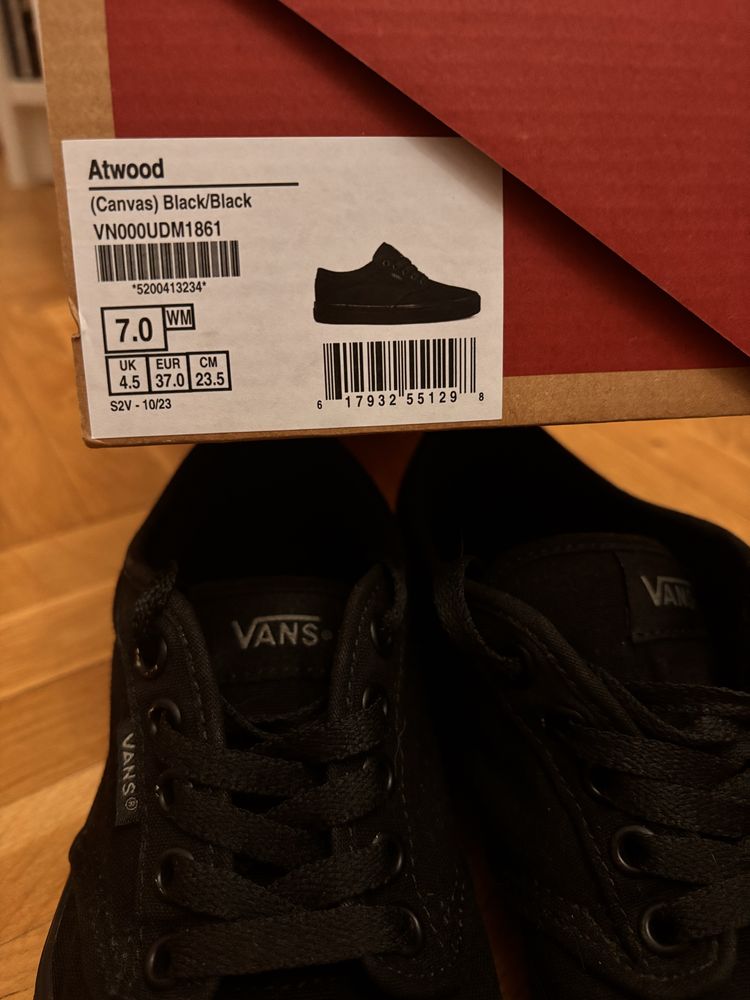 Atwood
(Canvas) Black/Black
VN000UDM1861
*5200413234*
7.0 WM
UK EUR CM
4.5 37.0 23.5
S2V - 10/23
6 17932 55129 8
VANS
VANS
VANS®